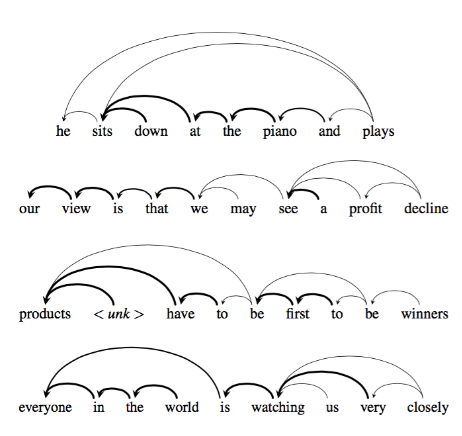 he sits down at the piano and plays
our view is that we may see a profit decline
products < unk > have to be first to be winners
everyone in the world is watching us very closely